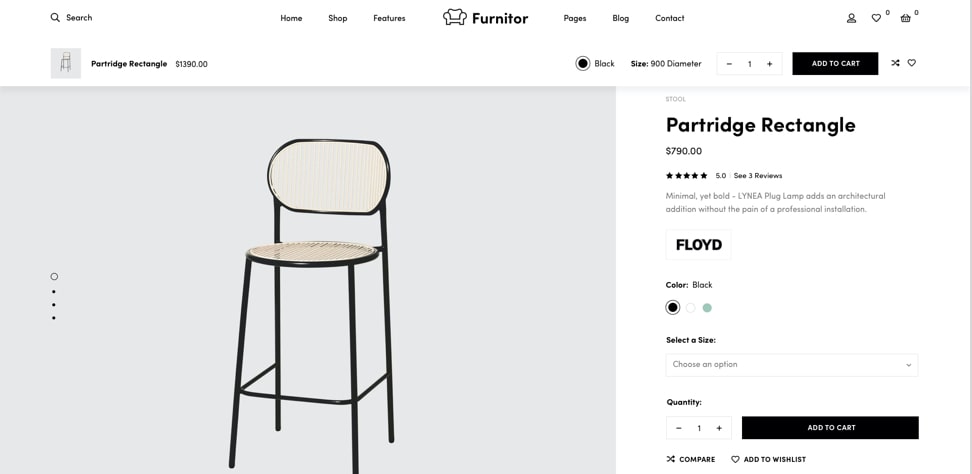 Search
Home Shop Features Furnitor Pages Blog Contact
0 0
Partridge Rectangle $1390.00 Black Size: 900 Diameter − 1 + ADD TO CART
STOOL
Partridge Rectangle
$790.00
5.0 See 3 Reviews
Minimal, yet bold - LYNEA Plug Lamp adds an architectural
addition without the pain of a professional installation.
FLOYD
Color: Black
Select a Size:
Choose an option
Quantity:
− 1 + ADD TO CART
COMPARE ADD TO WISHLIST